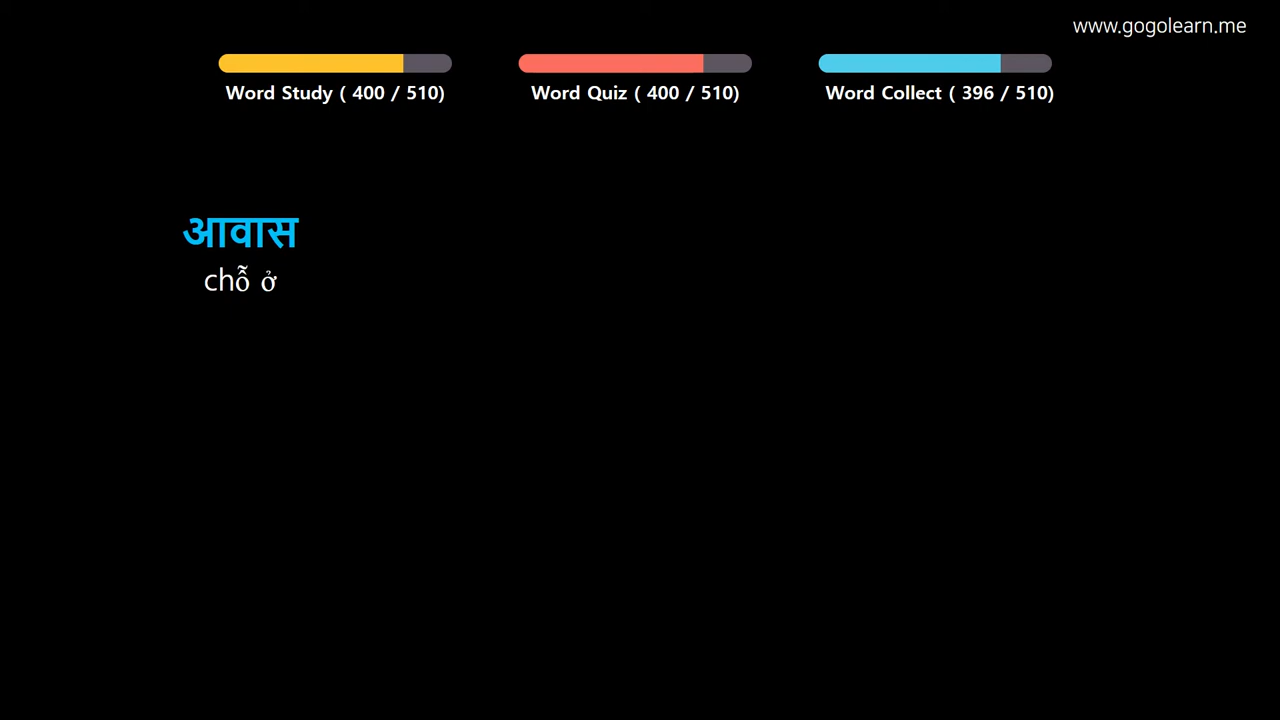 www.gogolearn.me
Word Study ( 400 / 510)
Word Quiz ( 400 / 510)
Word Collect ( 396 / 510)
आवास
chỗ ở